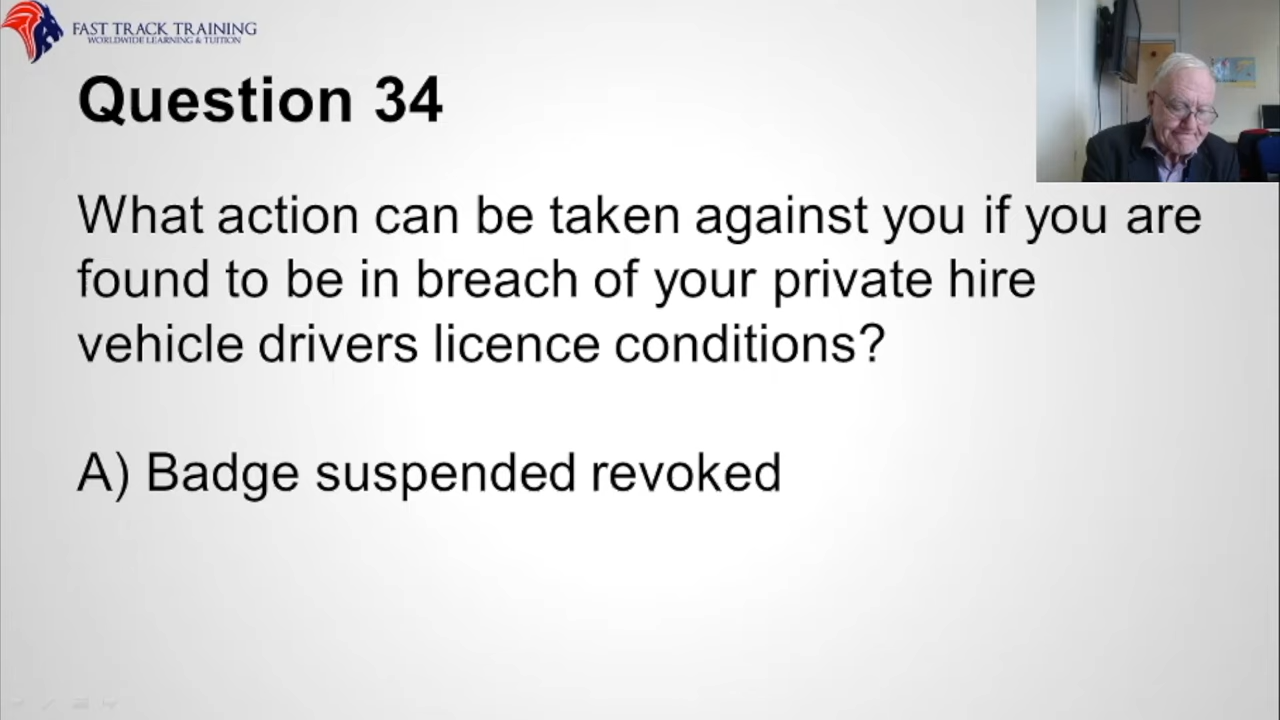 FAST TRACK TRAINING
WORLDWIDE LEARNING & TUITION
Question 34
What action can be taken against you if you are
found to be in breach of your private hire
vehicle drivers licence conditions?
A) Badge suspended revoked